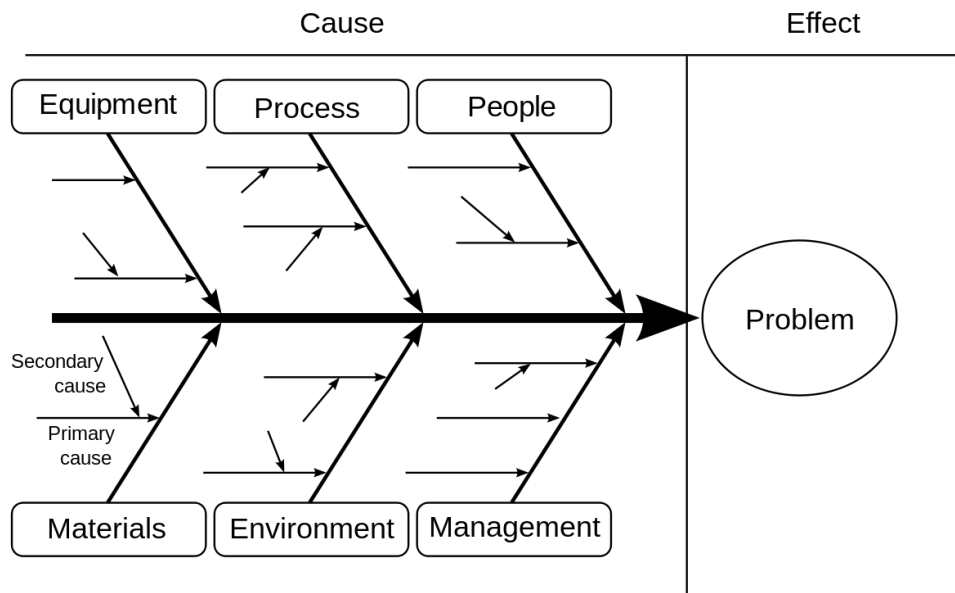 Cause
Effect
Equipment
Process
People
Problem
Secondary
cause
Primary
cause
Materials
Environment
Management